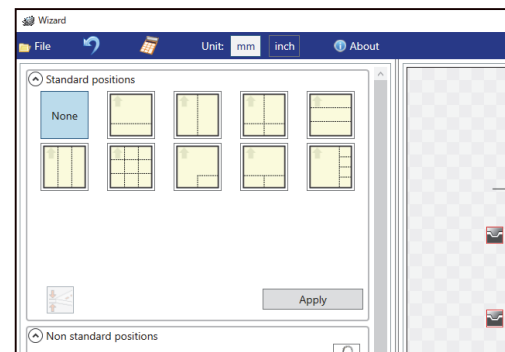 Wizard
File Unit: mm inch About
Standard positions
None
Apply
Non standard positions